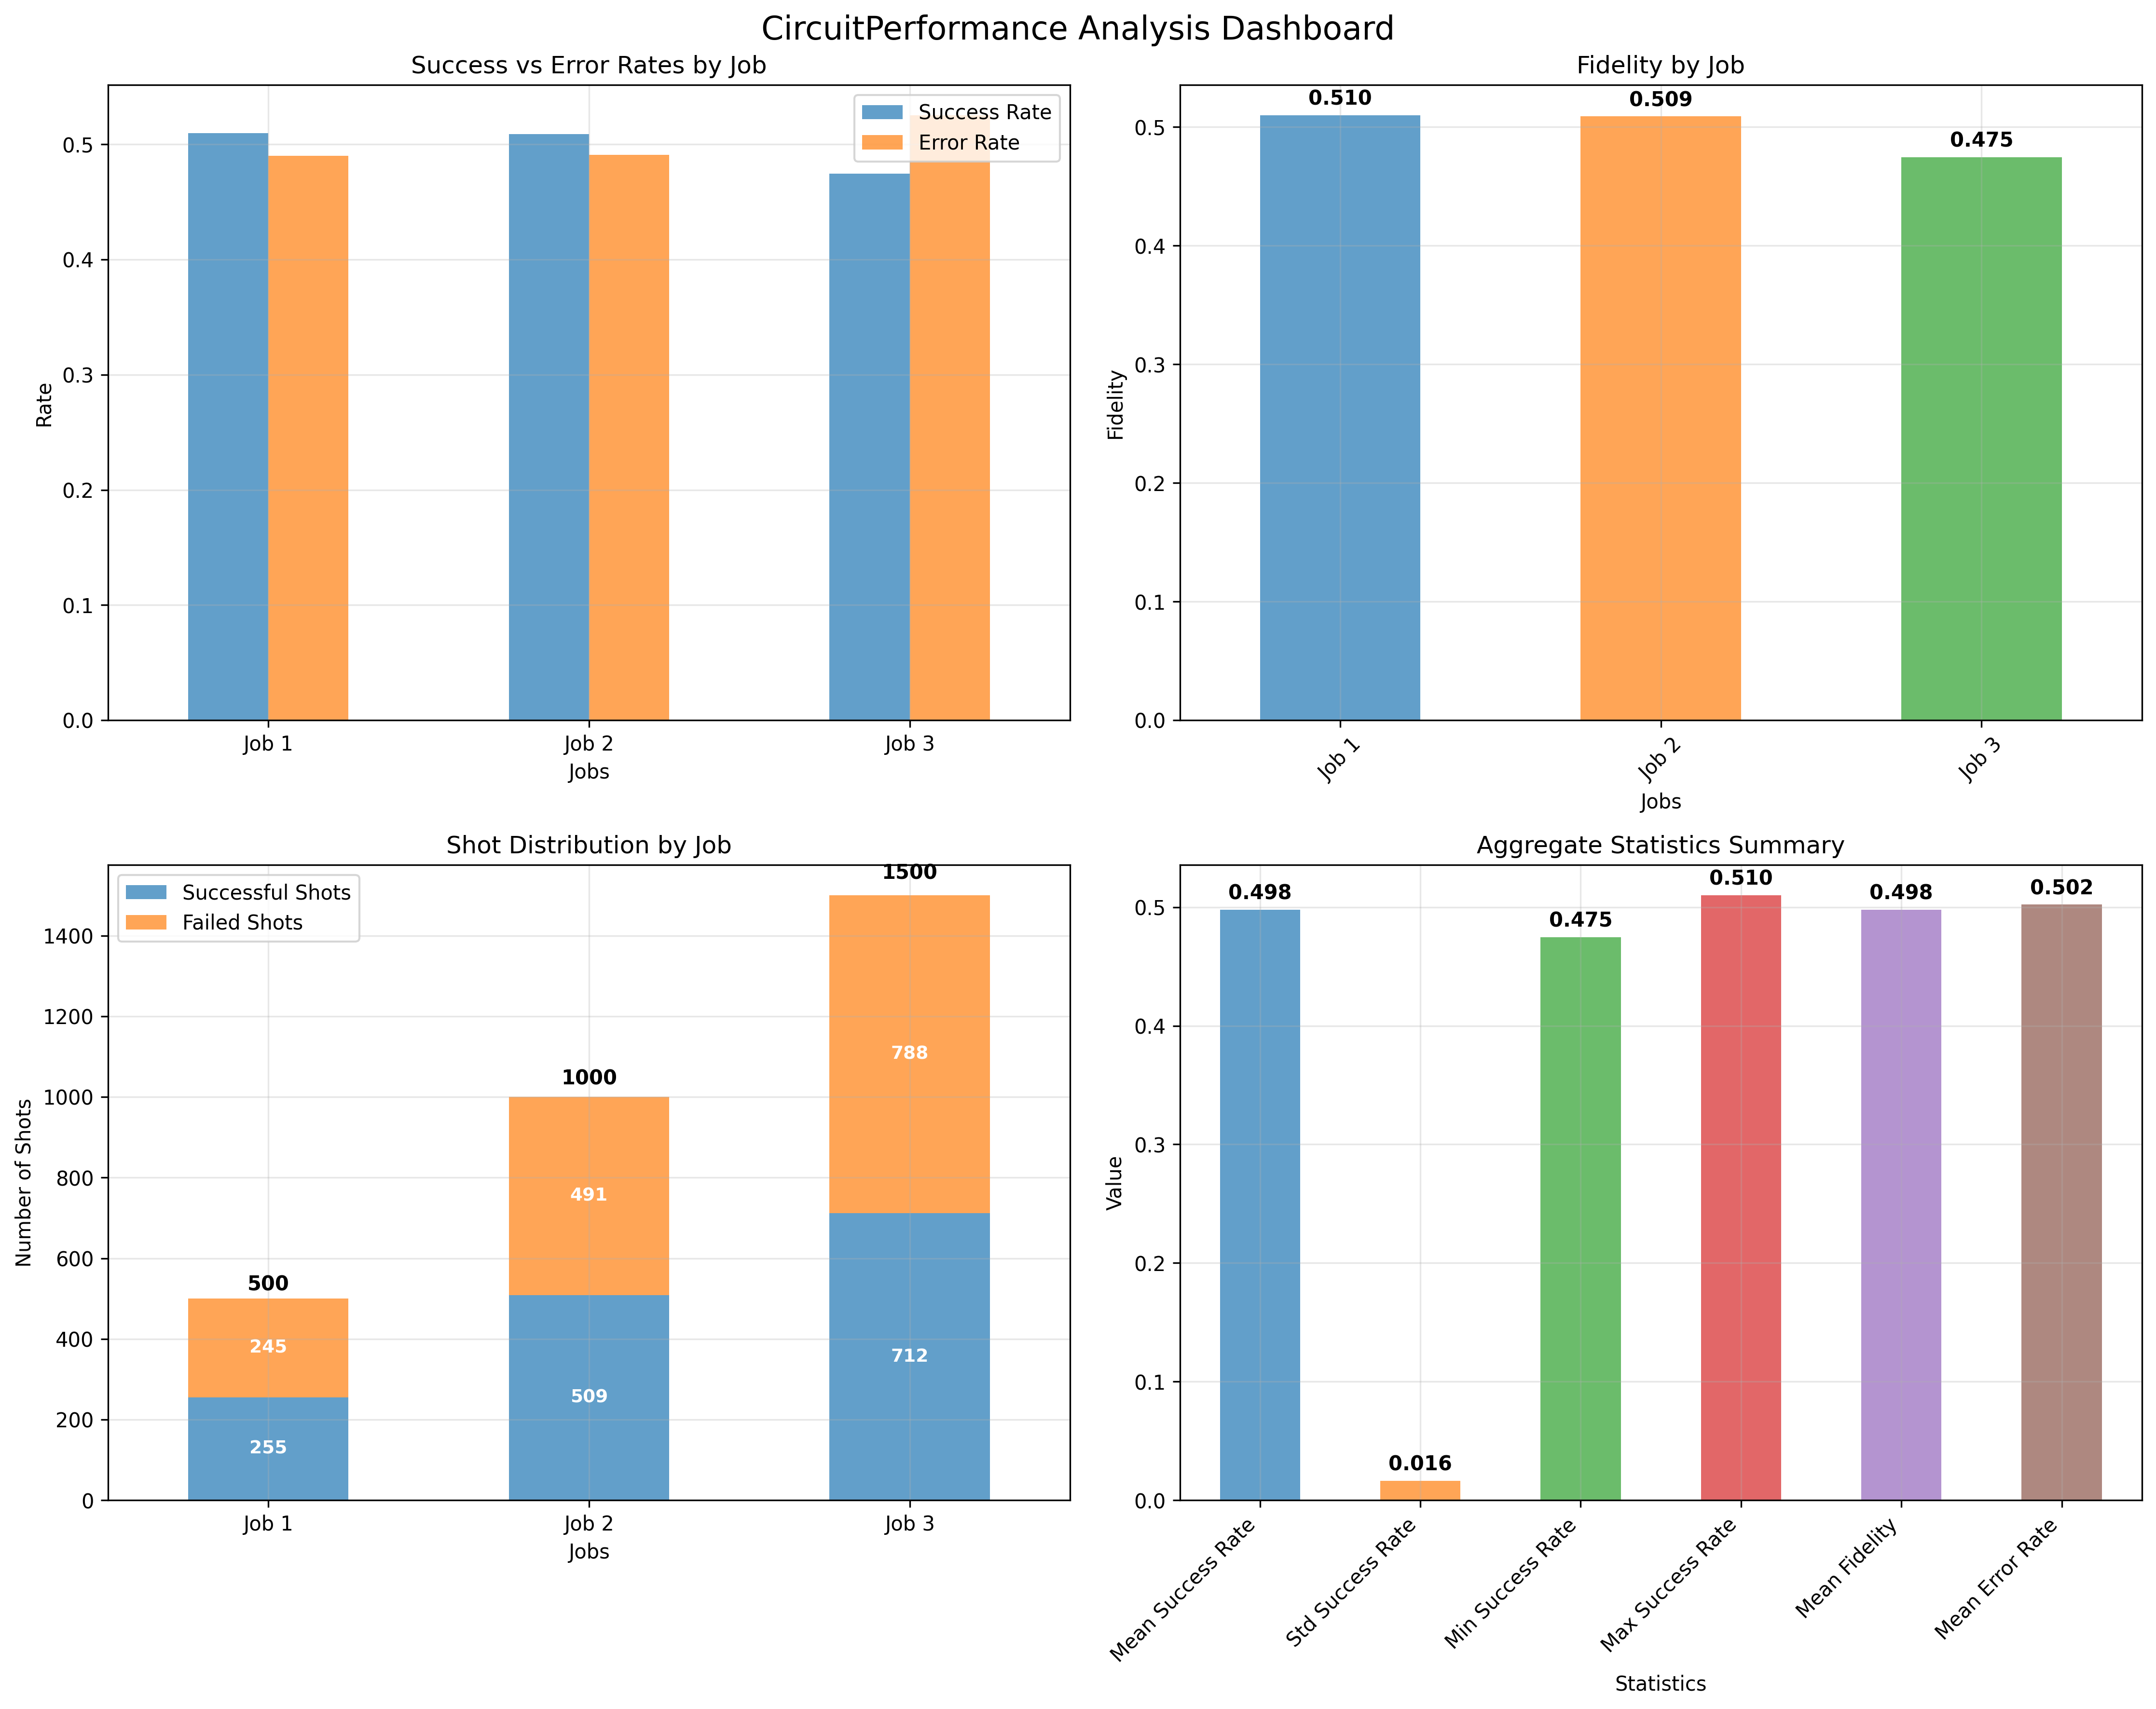 CircuitPerformance Analysis Dashboard
Success vs Error Rates by Job
Success Rate
Error Rate
Rate
0.5
0.4
0.3
0.2
0.1
0.0
Job 1
Job 2
Job 3
Jobs
Fidelity by Job
0.510
0.509
0.475
Fidelity
0.5
0.4
0.3
0.2
0.1
0.0
Job 1
Job 2
Job 3
Jobs
Shot Distribution by Job
Successful Shots
Failed Shots
Number of Shots
1400
1200
1000
800
600
400
200
0
500
245
255
1000
491
509
1500
788
712
Job 1
Job 2
Job 3
Jobs
Aggregate Statistics Summary
0.498
0.016
0.475
0.510
0.498
0.502
Value
0.5
0.4
0.3
0.2
0.1
0.0
Mean Success Rate
Std Success Rate
Min Success Rate
Max Success Rate
Mean Fidelity
Mean Error Rate
Statistics